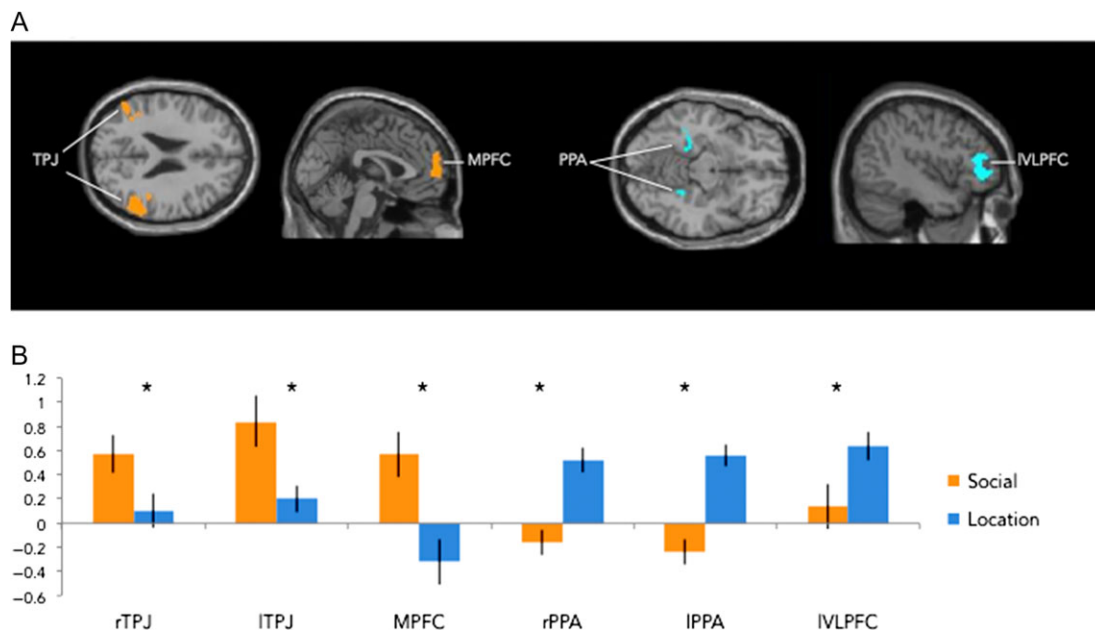 A
TPJ
MPFC
PPA
lVLPFC
B
1.2
1
0.8
0.6
0.4
0.2
0
−0.2
−0.4
−0.6
* * * * * *
Social
Location
rTPJ lTPJ MPFC rPPA lPPA lVLPFC